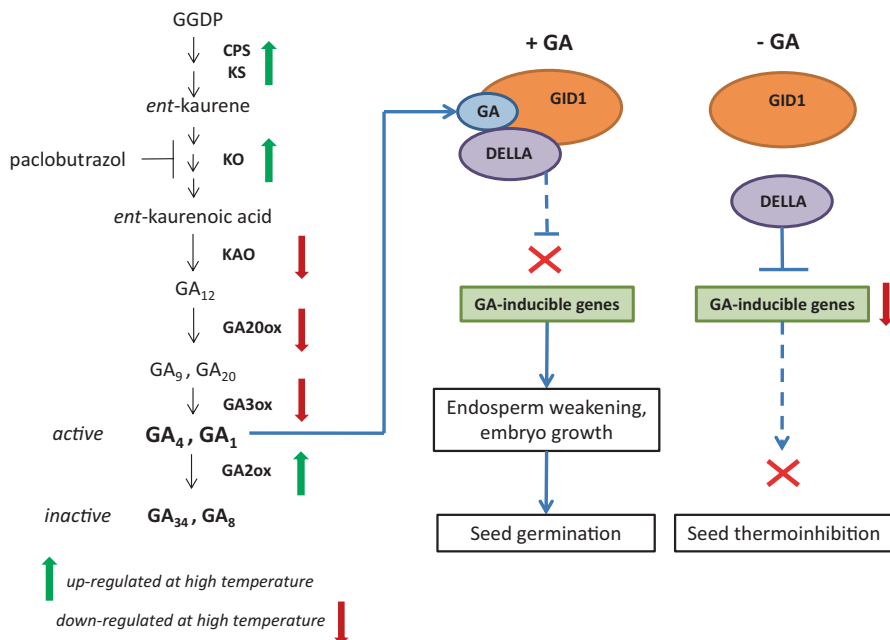 GGDP
CPS
KS
ent-kaurene
paclobutrazol
KO
ent-kaurenoic acid
KAO
GA12
GA20ox
GA9 , GA20
GA3ox
active
GA4 , GA1
GA2ox
inactive
GA34 , GA8
up-regulated at high temperature
down-regulated at high temperature
+ GA
GID1
GA
DELLA
GA-inducible genes
Endosperm weakening,
embryo growth
Seed germination
- GA
GID1
DELLA
GA-inducible genes
Seed thermoinhibition